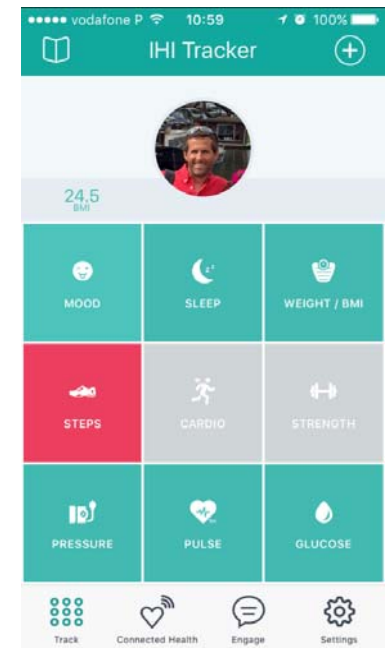 vodafone P 10:59 100%
IHI Tracker
24.5
BMI
MOOD SLEEP WEIGHT / BMI
STEPS CARDIO STRENGTH
PRESSURE PULSE GLUCOSE
Track Connected Health Engage Settings